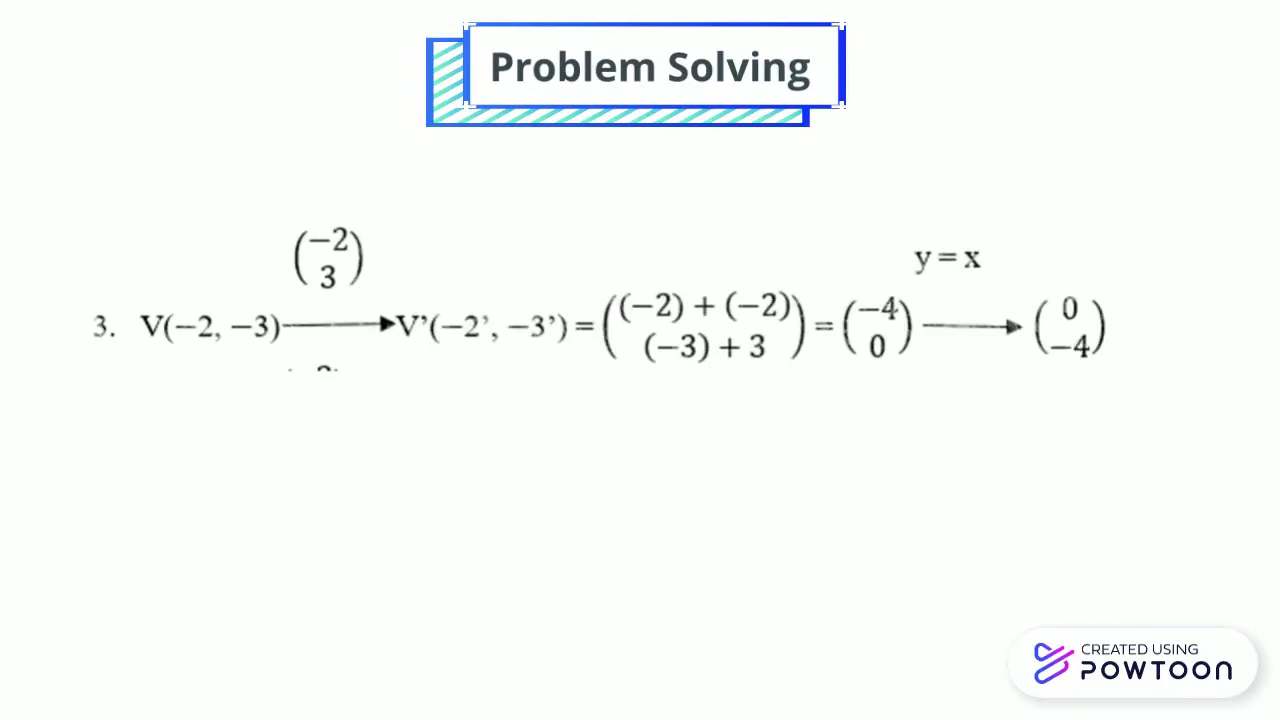 Problem Solving
(−2
3)
y = x
3. V(−2, −3) → V’(−2’, −3’) = ((−2) + (−2)
(−3) + 3) = (−4
0) → (0
−4)
CREATED USING
POWTOON